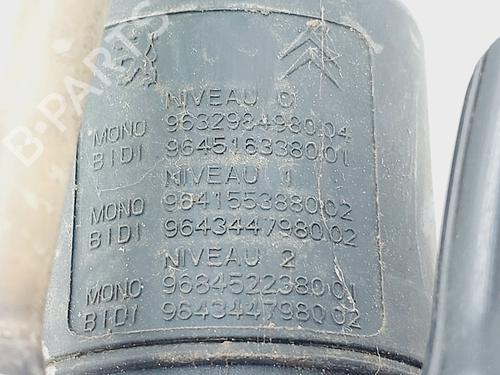 NIVEAU 0
MONO 9632984980 04
BIDI 9645163380 01
NIVEAU 1
MONO 9641553880 02
BIDI 9643447980 02
NIVEAU 2
MONO 9684522380 01
BIDI 9643447980 02
B-PARTS